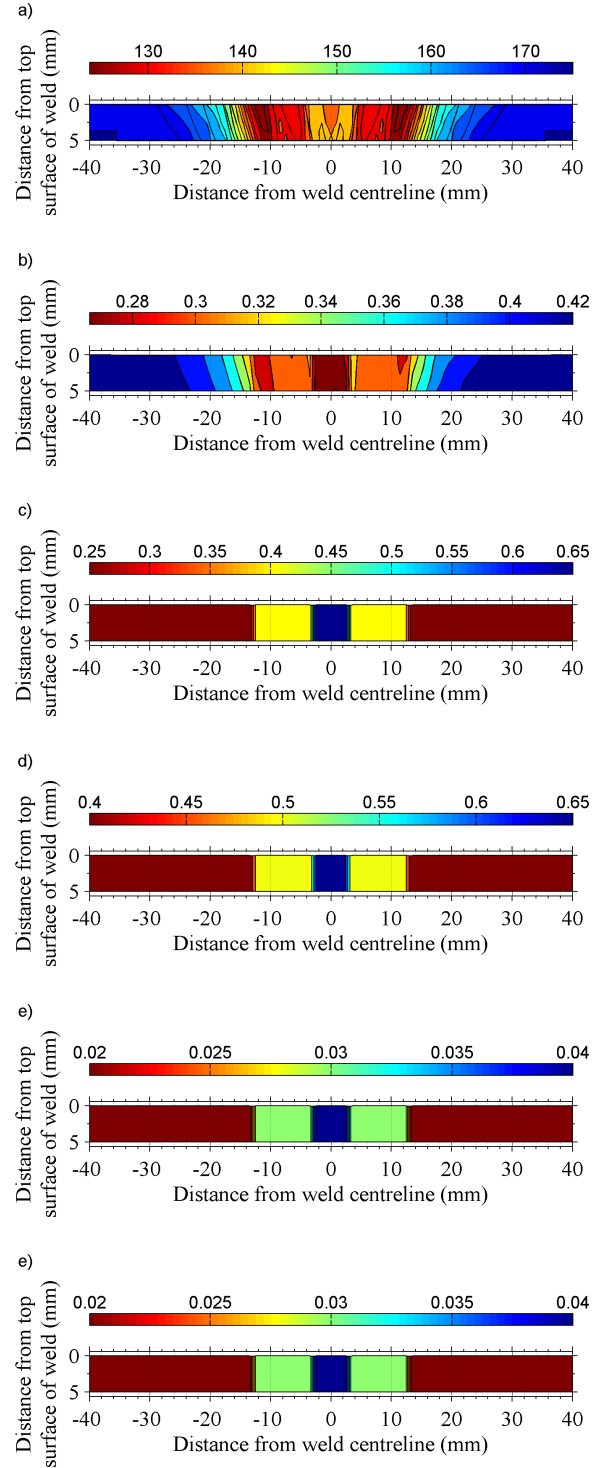 a)
130 140 150 160 170
Distance from top
surface of weld (mm)
0
5
-40 -30 -20 -10 0 10 20 30 40
Distance from weld centreline (mm)
b)
0.28 0.3 0.32 0.34 0.36 0.38 0.4 0.42
Distance from top
surface of weld (mm)
0
5
-40 -30 -20 -10 0 10 20 30 40
Distance from weld centreline (mm)
c)
0.25 0.3 0.35 0.4 0.45 0.5 0.55 0.6 0.65
Distance from top
surface of weld (mm)
0
5
-40 -30 -20 -10 0 10 20 30 40
Distance from weld centreline (mm)
d)
0.4 0.45 0.5 0.55 0.6 0.65
Distance from top
surface of weld (mm)
0
5
-40 -30 -20 -10 0 10 20 30 40
Distance from weld centreline (mm)
e)
0.02 0.025 0.03 0.035 0.04
Distance from top
surface of weld (mm)
0
5
-40 -30 -20 -10 0 10 20 30 40
Distance from weld centreline (mm)
e)
0.02 0.025 0.03 0.035 0.04
Distance from top
surface of weld (mm)
0
5
-40 -30 -20 -10 0 10 20 30 40
Distance from weld centreline (mm)